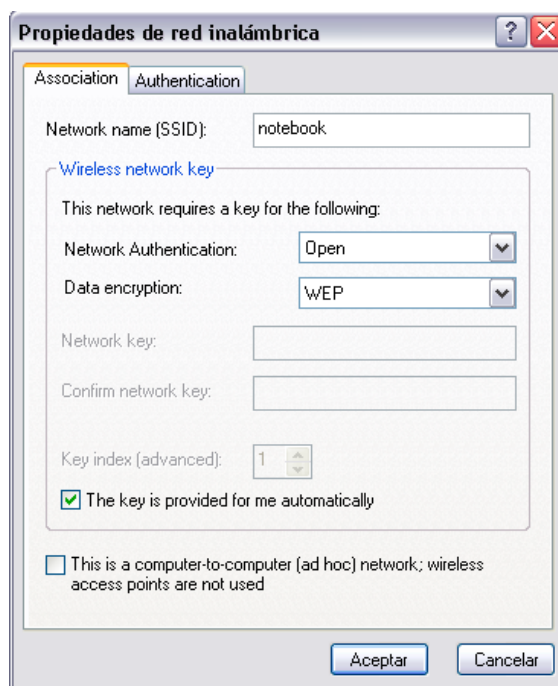 Propiedades de red inalámbrica
Association Authentication
Network name (SSID): notebook
Wireless network key
This network requires a key for the following:
Network Authentication: Open
Data encryption: WEP
Network key:
Confirm network key:
Key index (advanced): 1
The key is provided for me automatically
This is a computer-to-computer (ad hoc) network; wireless
access points are not used
Aceptar Cancelar